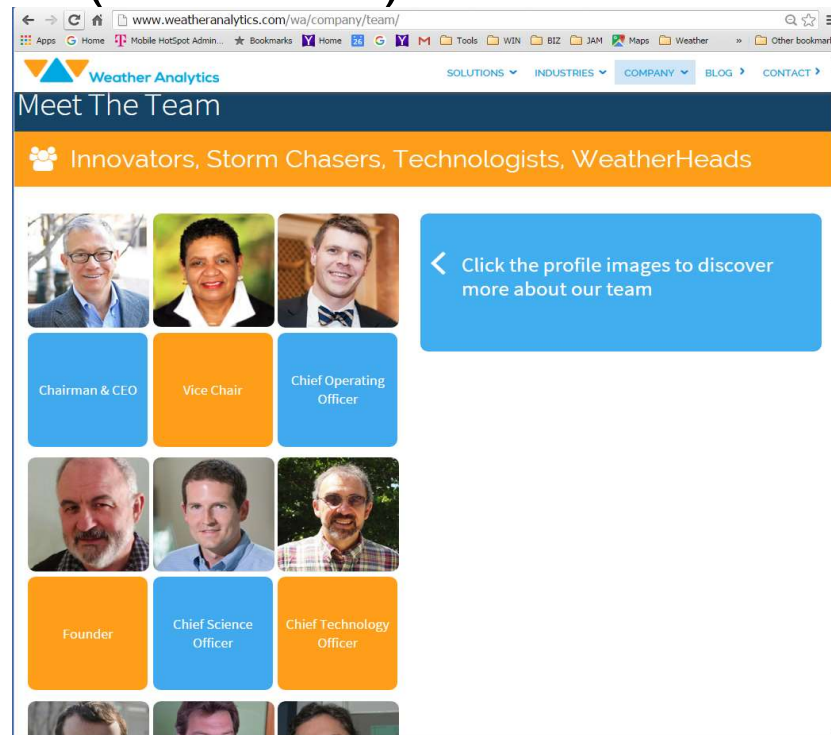 www.weatheranalytics.com/wa/company/team/
Apps G Home Mobile HotSpot Admin... Bookmarks Y Home 26 G Y M Tools WIN BIZ JAM Maps Weather » Other bookmark
Weather Analytics SOLUTIONS INDUSTRIES COMPANY BLOG CONTACT
Meet The Team
Innovators, Storm Chasers, Technologists, WeatherHeads
Click the profile images to discover
more about our team
Chairman & CEO
Vice Chair
Chief Operating
Officer
Founder
Chief Science
Officer
Chief Technology
Officer